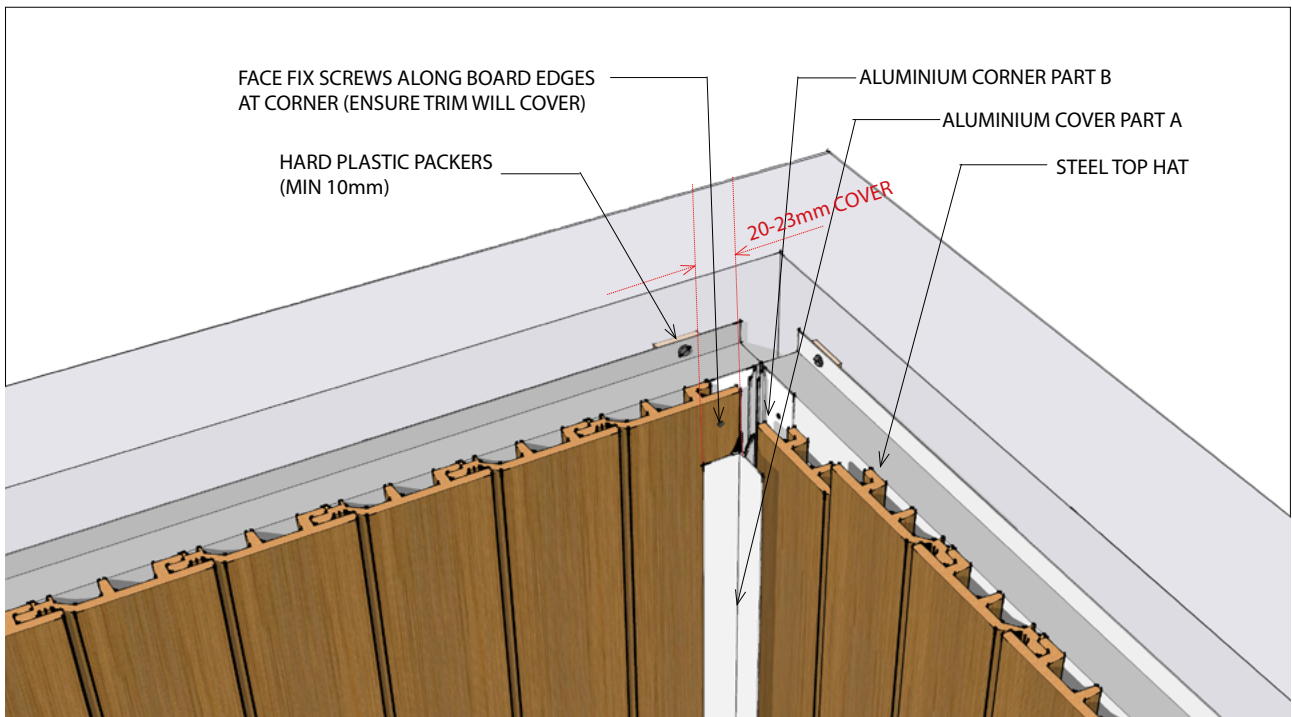 FACE FIX SCREWS ALONG BOARD EDGES
AT CORNER (ENSURE TRIM WILL COVER)
HARD PLASTIC PACKERS
(MIN 10mm)
ALUMINIUM CORNER PART B
ALUMINIUM COVER PART A
STEEL TOP HAT
20-23mm COVER